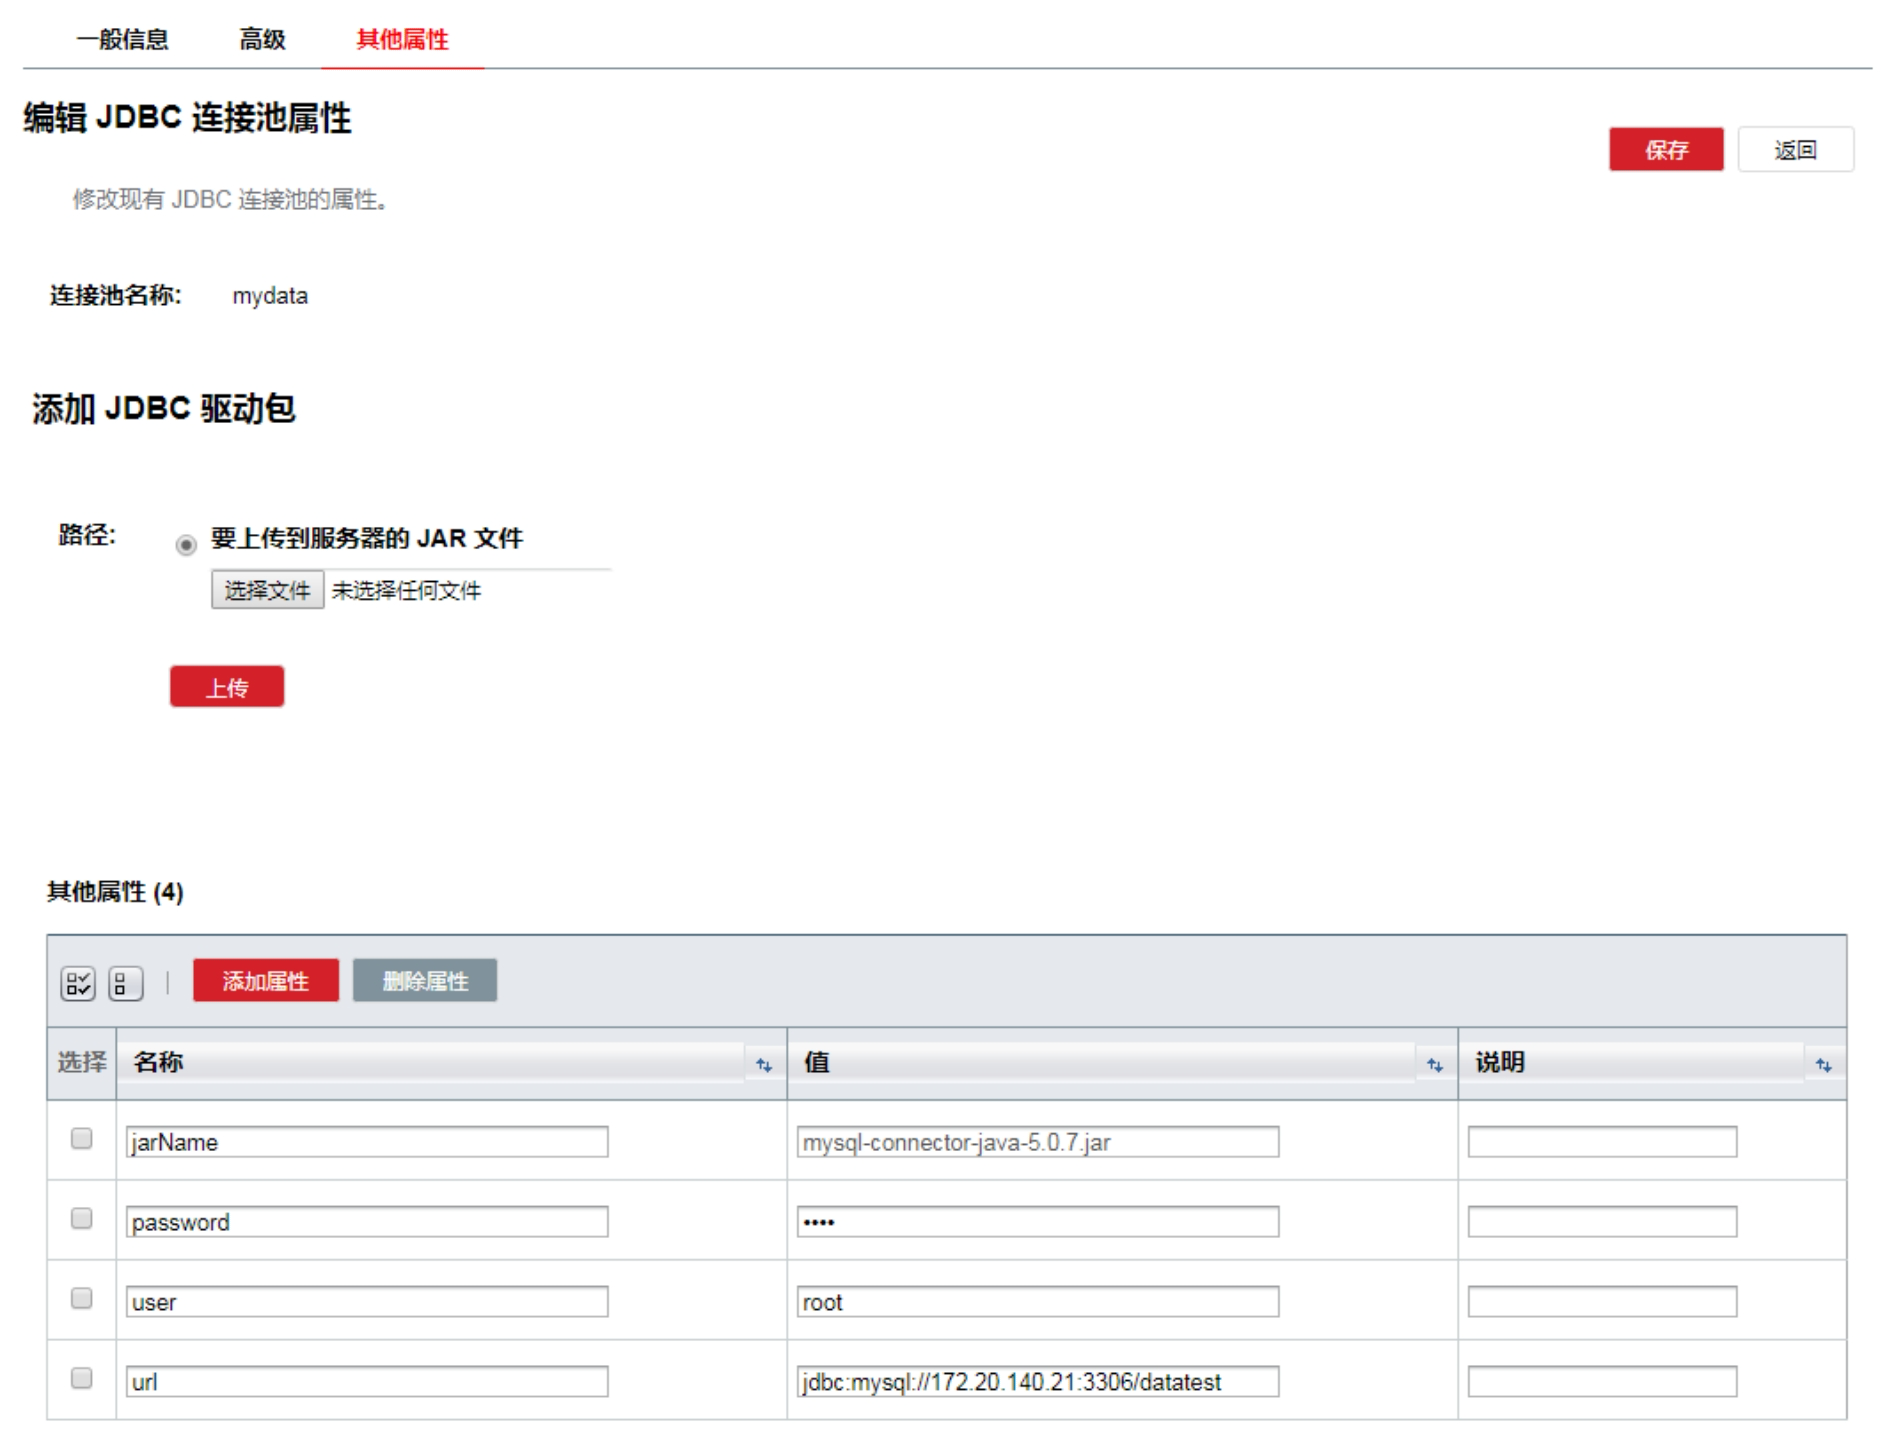 一般信息 高级 其他属性
编辑 JDBC 连接池属性
保存 返回
修改现有 JDBC 连接池的属性。
连接池名称: mydata
添加 JDBC 驱动包
路径: 要上传到服务器的 JAR 文件
选择文件 未选择任何文件
上传
其他属性 (4)
添加属性 删除属性
选择 名称 值 说明
jarName mysql-connector-java-5.0.7.jar
password ••••
user root
url jdbc:mysql://172.20.140.21:3306/datatest